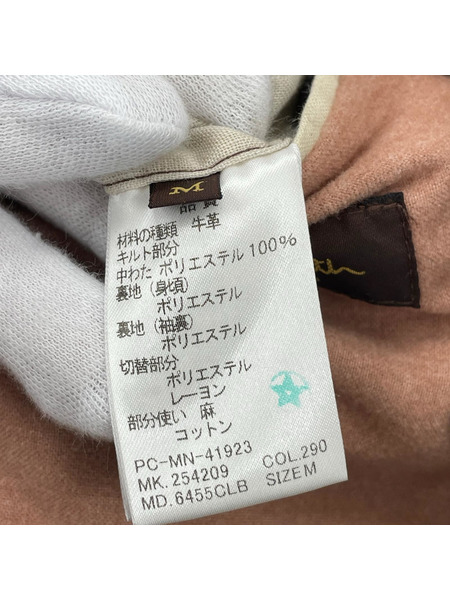 M
品質
材料の種類 牛革
キルト部分
中わた ポリエステル 100%
裏地(身頃)
ポリエステル
裏地(袖裏)
ポリエステル
切替部分
ポリエステル
レーヨン
部分使い 麻
コットン
PC-MN-41923
MK.254209 COL.290
MD.6455CLB SIZE M